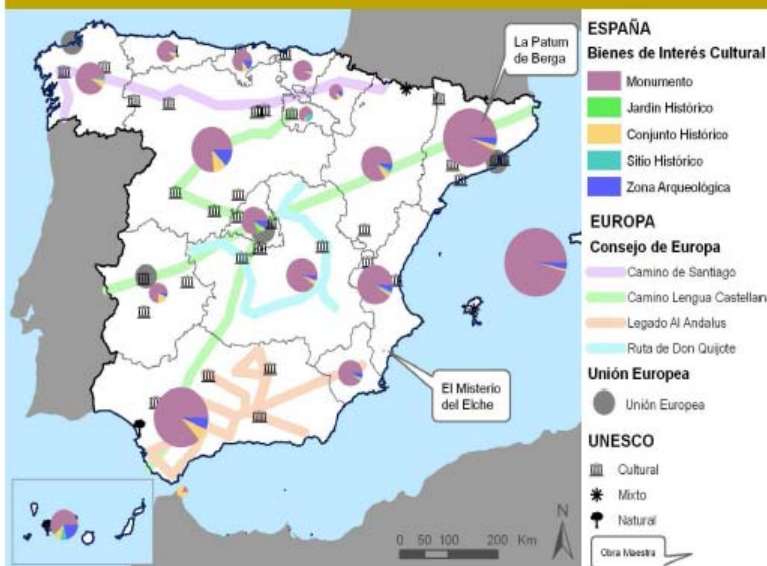 La Patum
de Berga
El Misterio
del Elche
N
0 50 100 200 Km
ESPAÑA
Bienes de Interés Cultural
Monumento
Jardín Histórico
Conjunto Histórico
Sitio Histórico
Zona Arqueológica
EUROPA
Consejo de Europa
Camino de Santiago
Camino Lengua Castellan
Legado Al Andalus
Ruta de Don Quijote
Unión Europea
Unión Europea
UNESCO
Cultural
Mixto
Natural
Obra Maestra